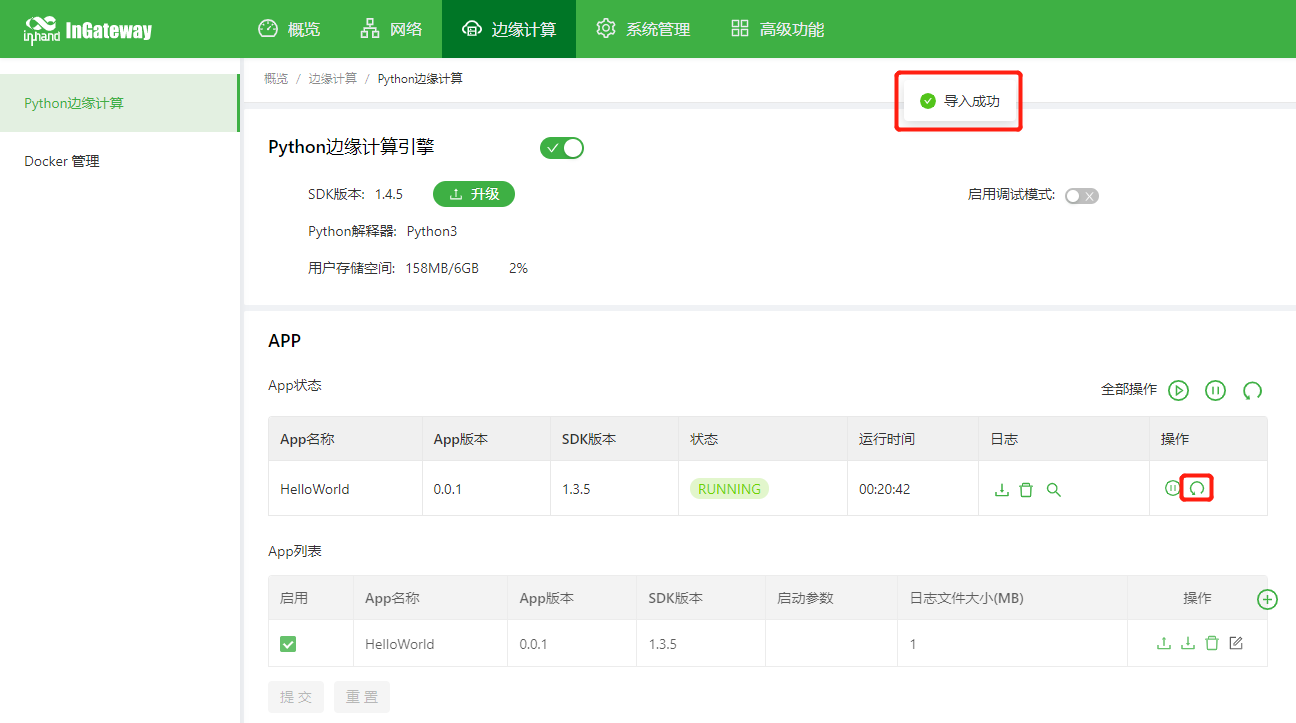 inhand InGateway 概览 网络 边缘计算 系统管理 高级功能
Python边缘计算
Docker 管理
概览 / 边缘计算 / Python边缘计算
导入成功
Python边缘计算引擎
SDK版本: 1.4.5 升级 启用调试模式:
Python解释器: Python3
用户存储空间: 158MB/6GB 2%
APP
App状态 全部操作
App名称 App版本 SDK版本 状态 运行时间 日志 操作
HelloWorld 0.0.1 1.3.5 RUNNING 00:20:42
App列表
启用 App名称 App版本 SDK版本 启动参数 日志文件大小(MB) 操作
HelloWorld 0.0.1 1.3.5 1
提 交 重 置